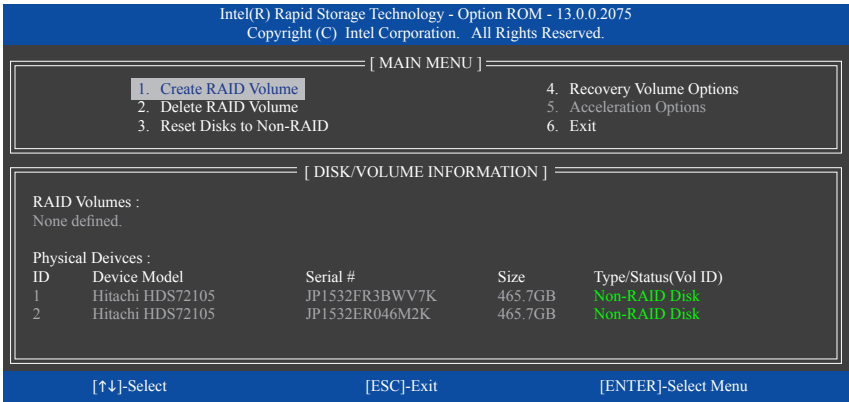 Intel(R) Rapid Storage Technology - Option ROM - 13.0.0.2075
Copyright (C) Intel Corporation. All Rights Reserved.
[ MAIN MENU ]
1. Create RAID Volume
2. Delete RAID Volume
3. Reset Disks to Non-RAID
4. Recovery Volume Options
5. Acceleration Options
6. Exit
[ DISK/VOLUME INFORMATION ]
RAID Volumes :
None defined.
Physical Deivces :
ID Device Model Serial # Size Type/Status(Vol ID)
1 Hitachi HDS72105 JP1532FR3BWV7K 465.7GB Non-RAID Disk
2 Hitachi HDS72105 JP1532ER046M2K 465.7GB Non-RAID Disk
[↑↓]-Select [ESC]-Exit [ENTER]-Select Menu